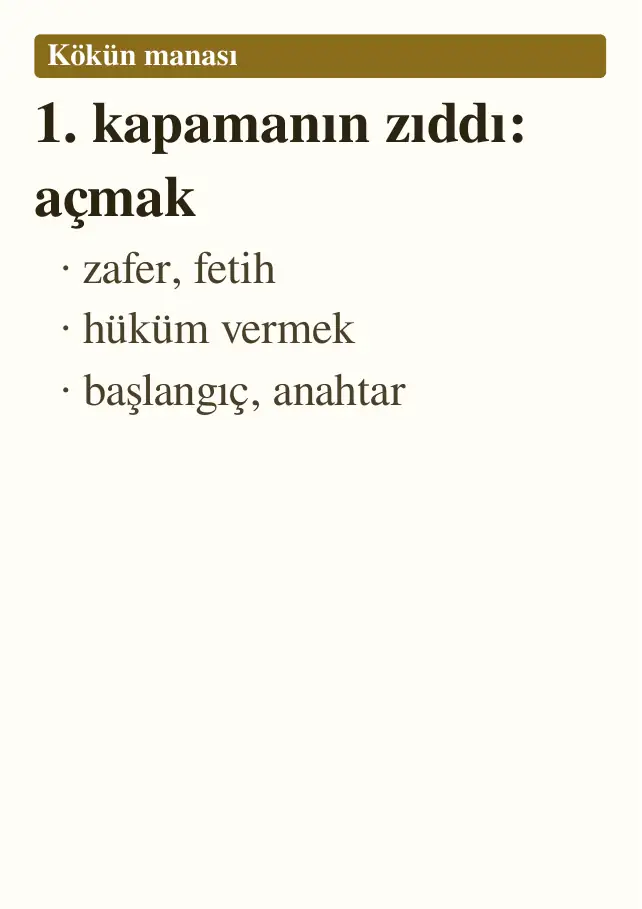 Kökün manası
1. kapamanın zıddı:
açmak
· zafer, fetih
· hüküm vermek
· başlangıç, anahtar